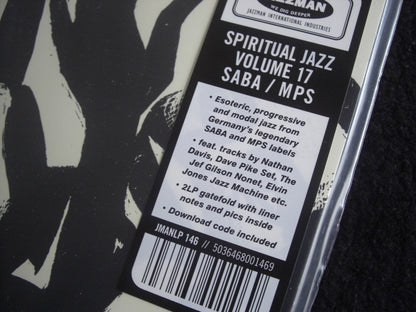 WE DIG DEEPER
JAZZMAN INTERNATIONAL INDUSTRIES
SPIRITUAL JAZZ
VOLUME 17
SABA / MPS
• Esoteric, progressive
and modal jazz from
Germany's legendary
SABA and MPS labels
• feat. tracks by Nathan
Davis, Dave Pike Set, The
Jef Gilson Nonet, Elvin
Jones Jazz Machine etc.
• 2LP gatefold with liner
notes and pics inside
• Download code included
JMANLP 146 // 5036468001469